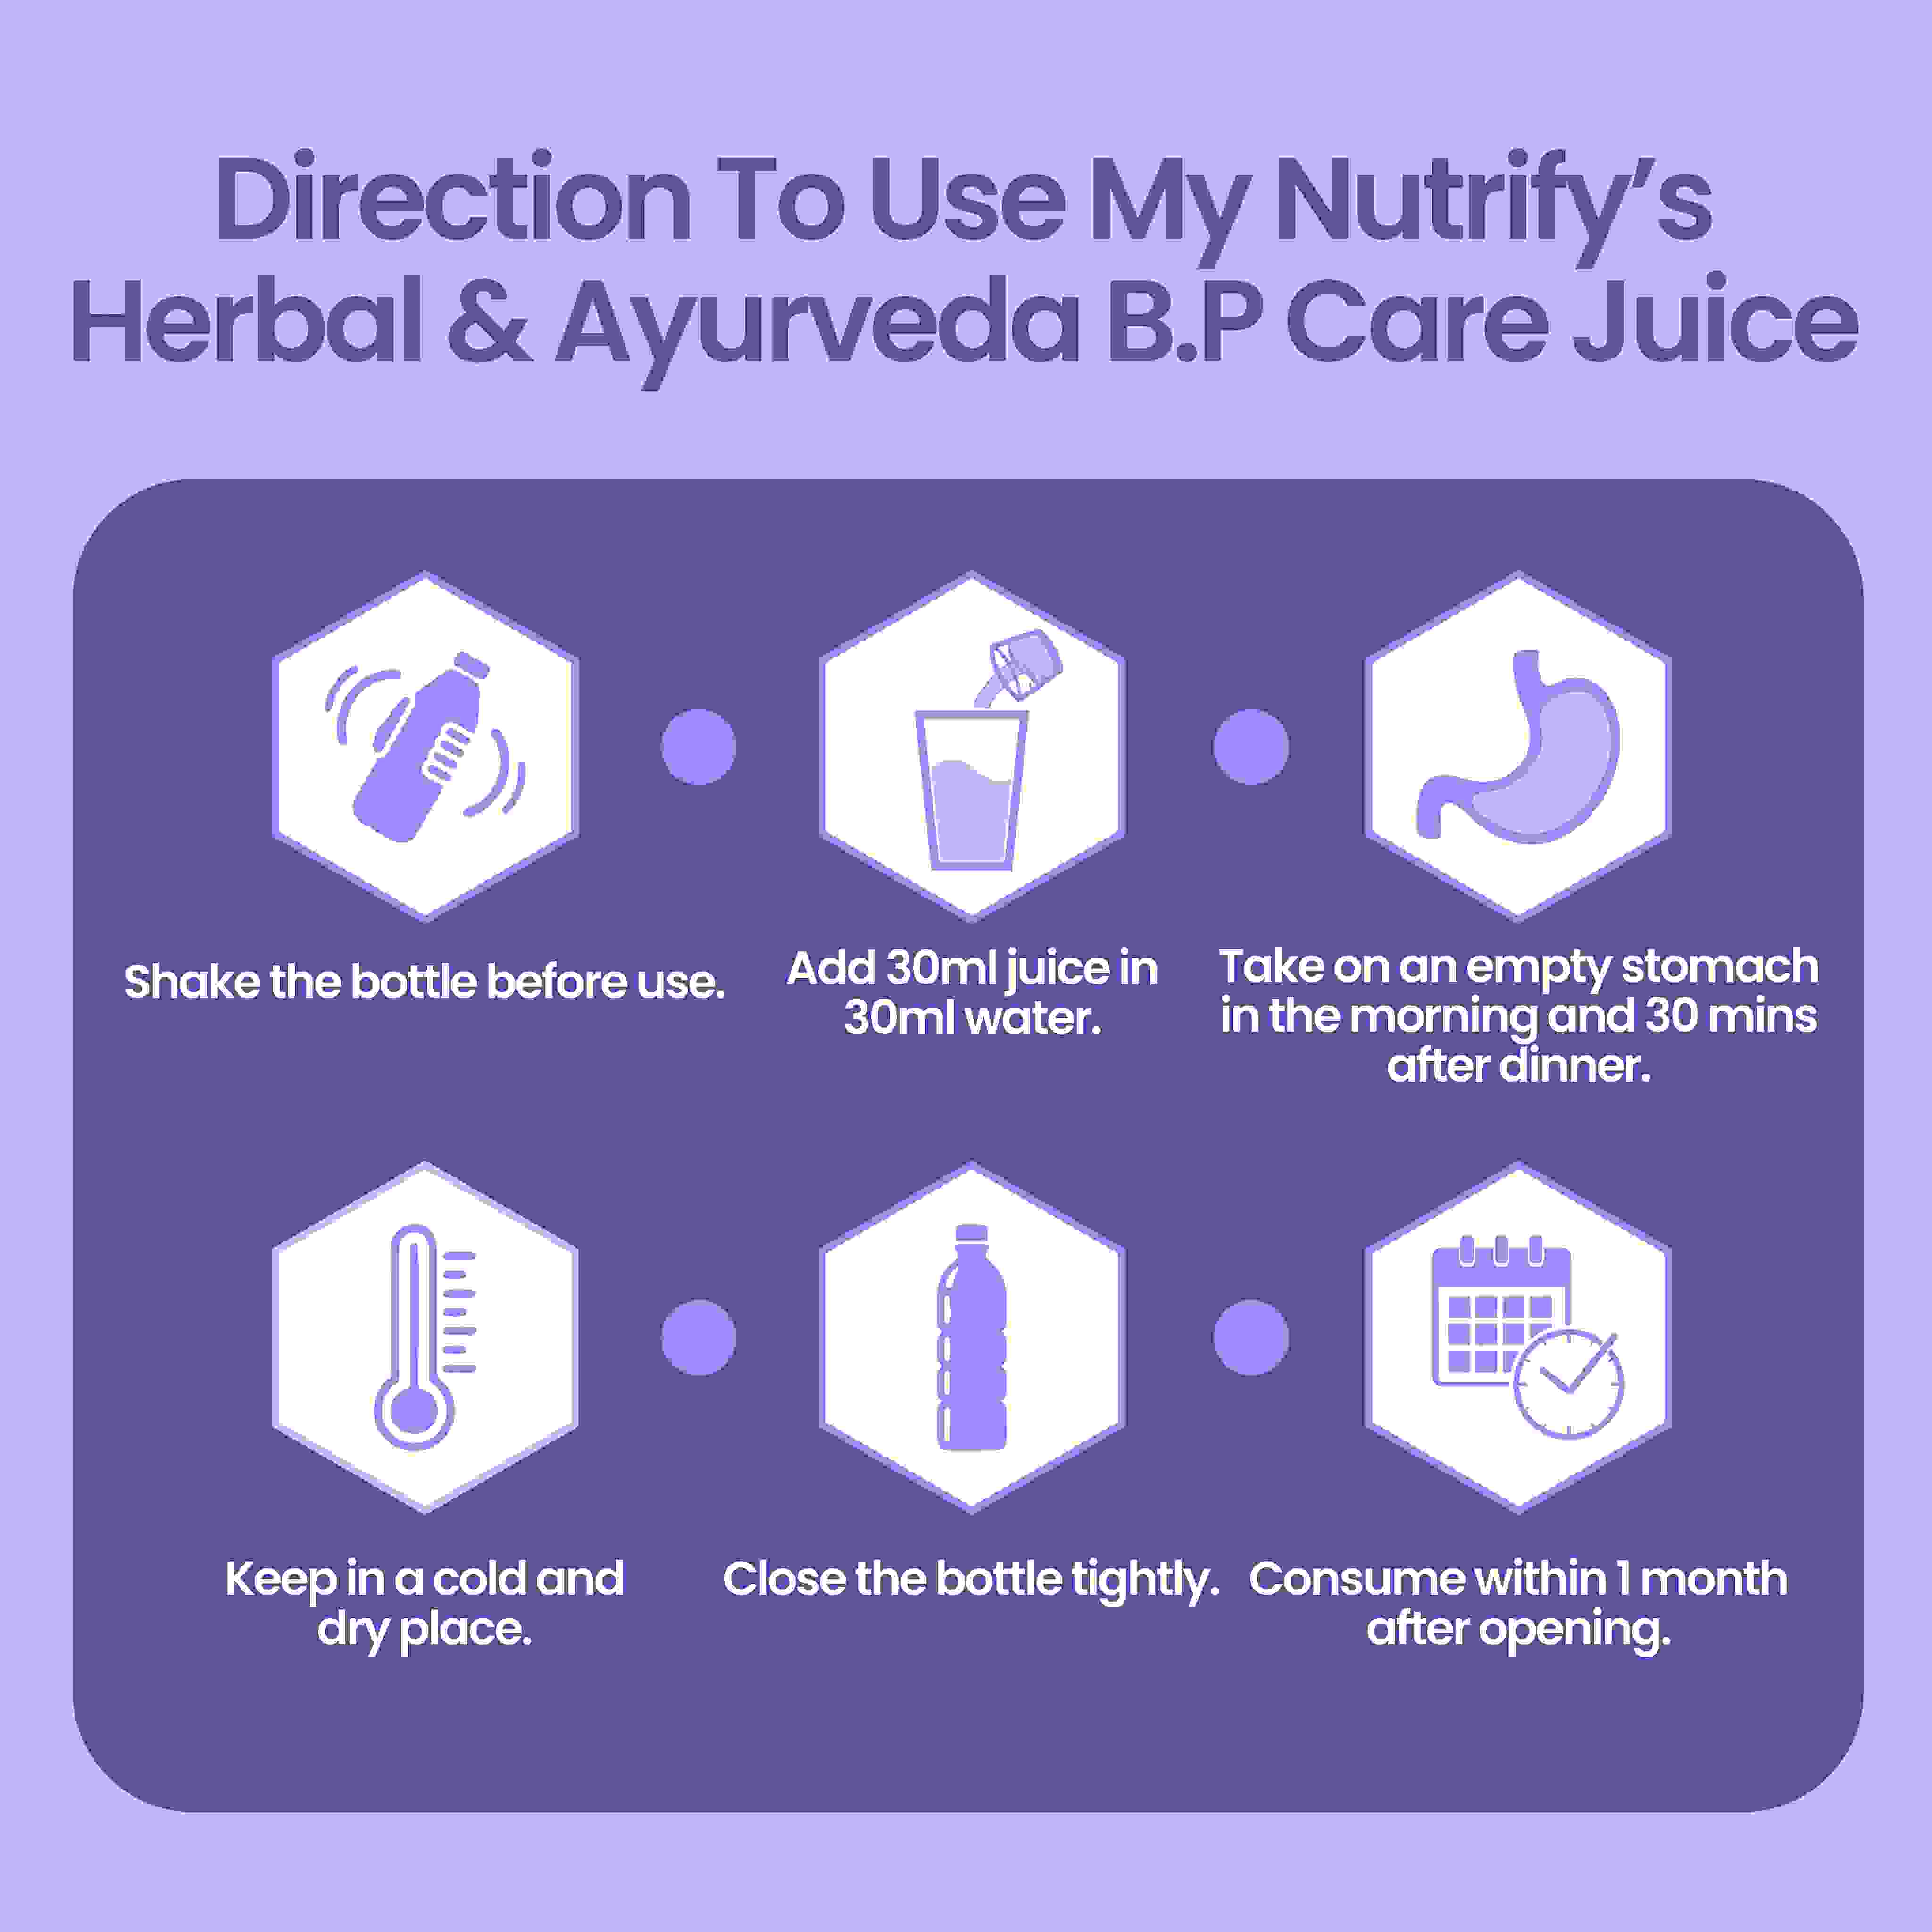 Direction To Use My Nutrify's
Herbal & Ayurveda B.P Care Juice
Shake the bottle before use.
Add 30ml juice in
30ml water.
Take on an empty stomach
in the morning and 30 mins
after dinner.
Keep in a cold and
dry place.
Close the bottle tightly.
Consume within 1 month
after opening.